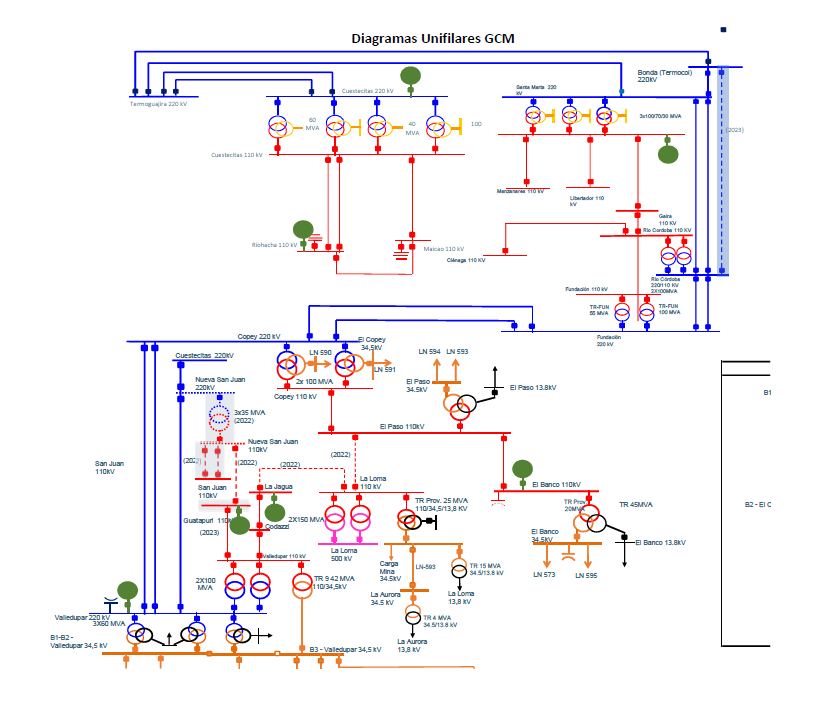 Diagramas Unifilares GCM
Bonda (Termocol)
220kV
Termoguajira 220 kV
Cuestecitas 220 kV
Santa Marta 220
kV
60
MVA
40
MVA
100
3x100/70/30 MVA
(2023)
Cuestecitas 110 kV
Manzanares 110 kV
Libertador 110
kV
Gaira
110 KV
Río Cordoba 110 KV
Riohacha 110 kV
Maicao 110 kV
Ciénaga 110 KV
Río Córdoba
220/110 KV
2X100MVA
Fundación 110 kV
TR-FUN
55 MVA
TR-FUN
100 MVA
Fundación
220 kV
Copey 220 kV
El Copey
34,5kV
LN 590
LN 591
2x 100 MVA
Copey 110 kV
LN 594
LN 593
El Paso
34.5kV
El Paso 13.8kV
El Paso 110kV
Cuestecitas 220kV
Nueva San Juan
220kV
3x35 MVA
(2022)
Nueva San Juan
110kV
(2022)
(2022)
(2022)
San Juan
110kV
San Juan
110kV
Guatapurí 110k
(2023)
La Jagua
Codazzi
2X150 MVA
La Loma
110 kV
La Loma
500 kV
TR Prov. 25 MVA
110/34,5/13,8 KV
El Banco 110kV
TR Prov.
20MVA
TR 45MVA
El Banco
34.5kV
El Banco 13.8kV
LN 573
LN 595
B1
B2 - El C
Valledupar 110 kV
2X100
MVA
TR 9 42 MVA
110/34,5kV
Carga
Mina
34.5kV
LN-593
TR 15 MVA
34.5/13.8 kV
La Loma
13,8 kV
La Aurora
34.5 kV
TR 4 MVA
34.5/13.8 kV
La Aurora
13,8 kV
Valledupar 220 kV
3X60 MVA
B1-B2 -
Valledupar 34,5 kV
B3 - Valledupar 34,5 kV